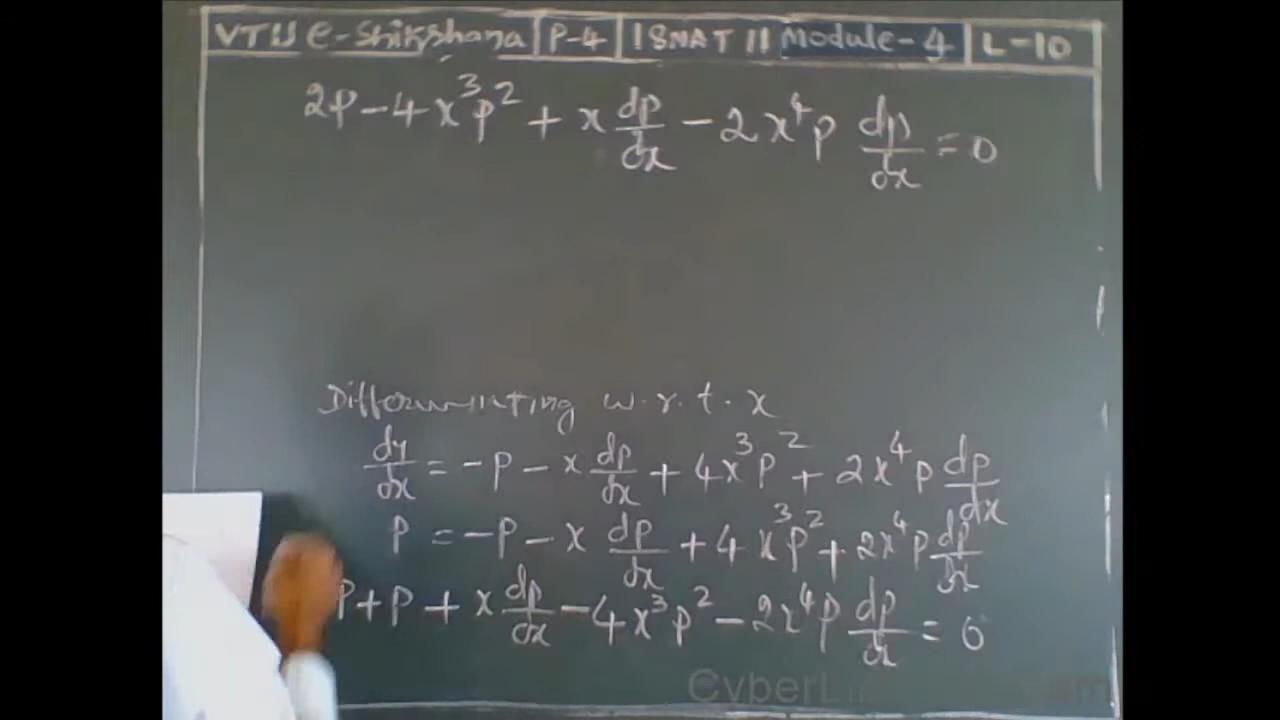 VTU e-Shikshana P-4 18MAT11 Module-4 L-10
2p - 4x³p² + x dp/dx - 2x⁴p dp/dx = 0
Differentiating w.r.t. x
dy/dx = -p - x dp/dx + 4x³p² + 2x⁴p dp/dx
p = -p - x dp/dx + 4x³p² + 2x⁴p dp/dx
p + p + x dp/dx - 4x³p² - 2x⁴p dp/dx = 0